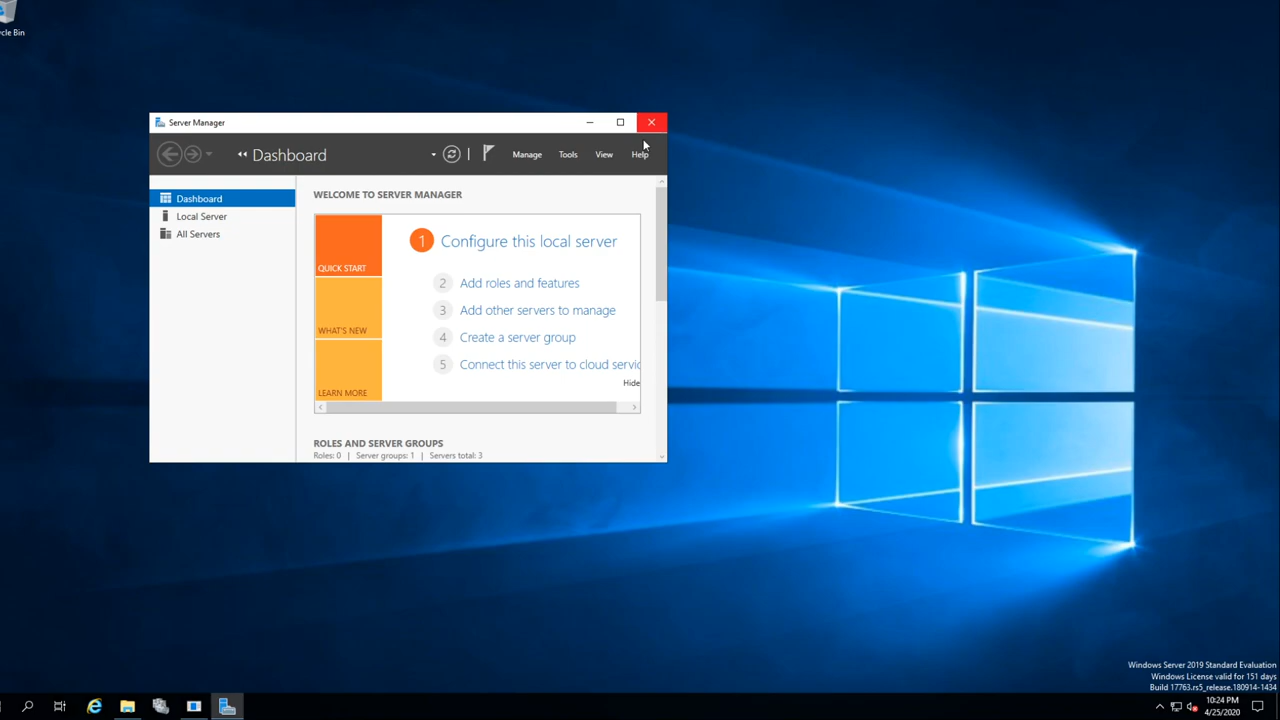 cle Bin
Server Manager
Dashboard
Manage
Tools
View
Help
Dashboard
Local Server
All Servers
WELCOME TO SERVER MANAGER
QUICK START
WHAT'S NEW
LEARN MORE
1 Configure this local server
2 Add roles and features
3 Add other servers to manage
4 Create a server group
5 Connect this server to cloud servic
Hide
ROLES AND SERVER GROUPS
Roles: 0 | Server groups: 1 | Servers total: 3
Windows Server 2019 Standard Evaluation
Windows License valid for 151 days
Build 17763.rs5_release.180914-1434
10:24 PM
4/25/2020